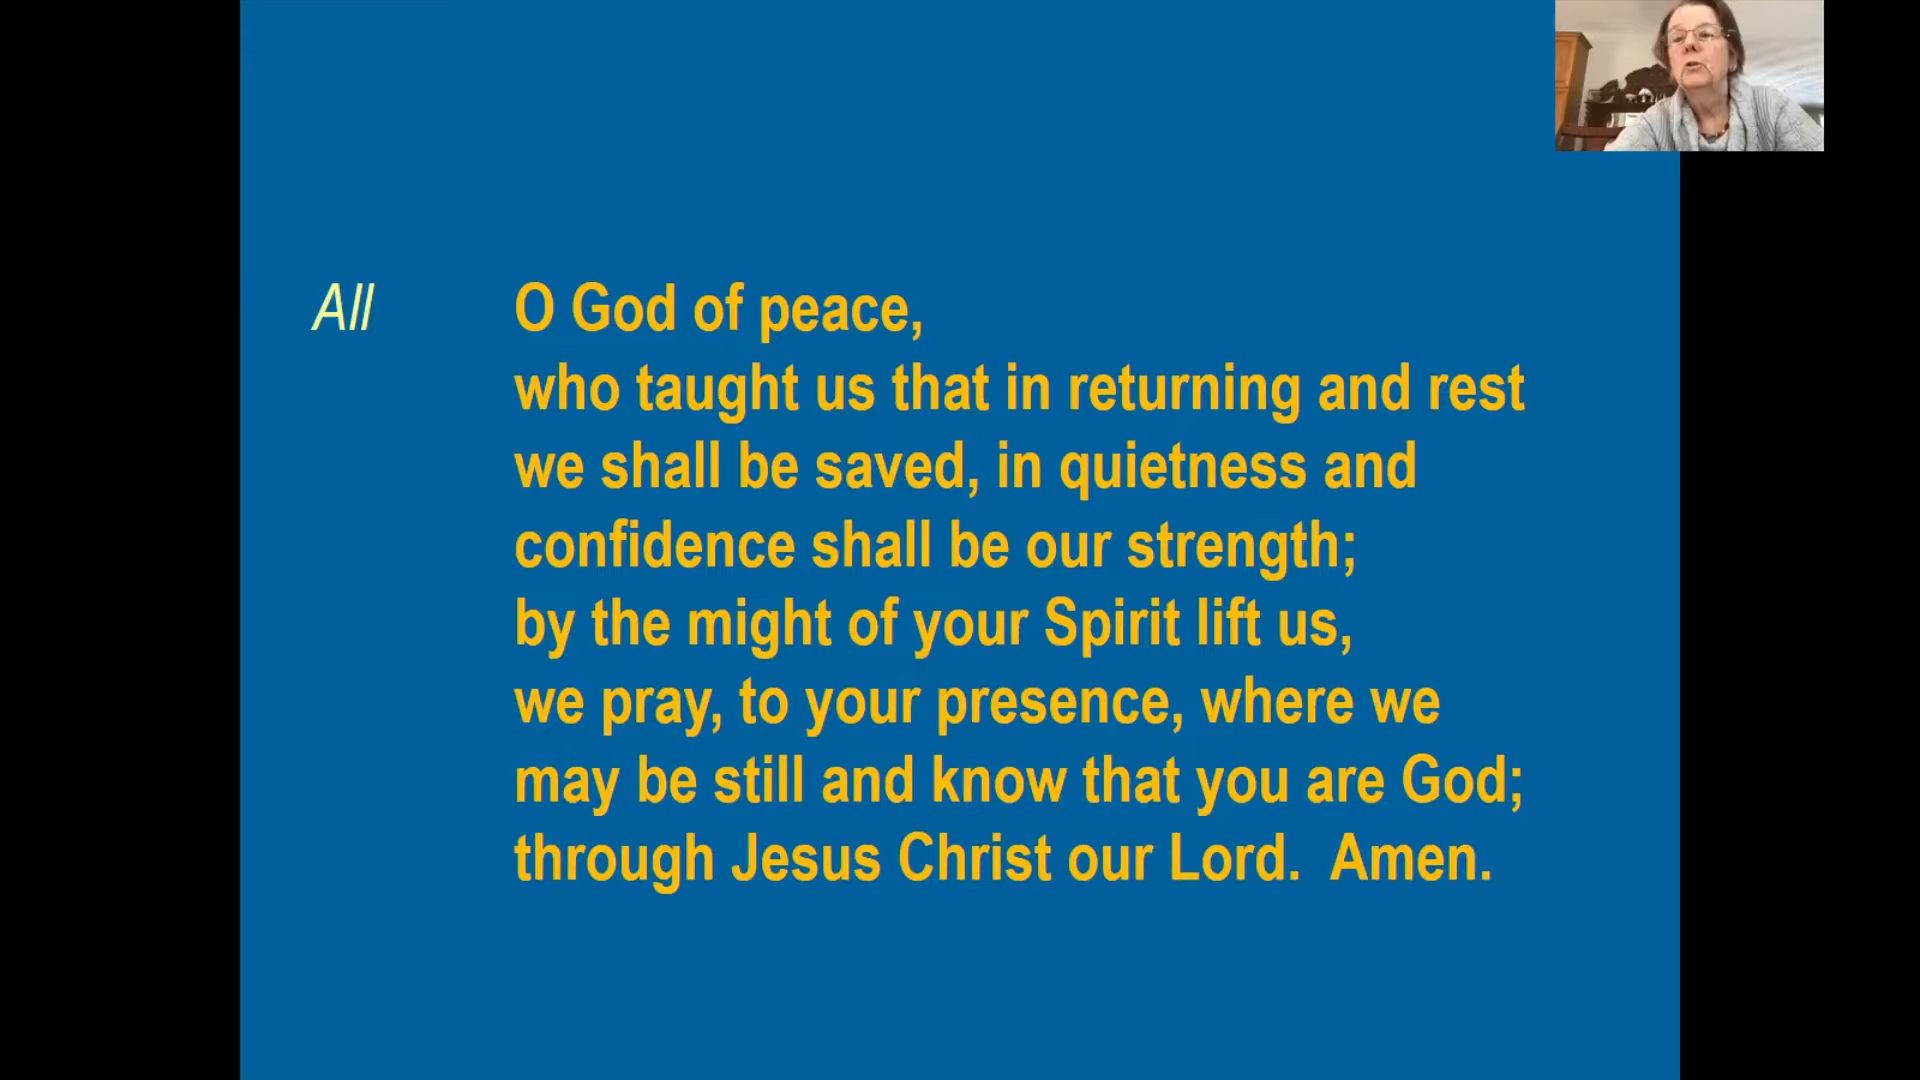 All O God of peace,
who taught us that in returning and rest
we shall be saved, in quietness and
confidence shall be our strength;
by the might of your Spirit lift us,
we pray, to your presence, where we
may be still and know that you are God;
through Jesus Christ our Lord.  Amen.